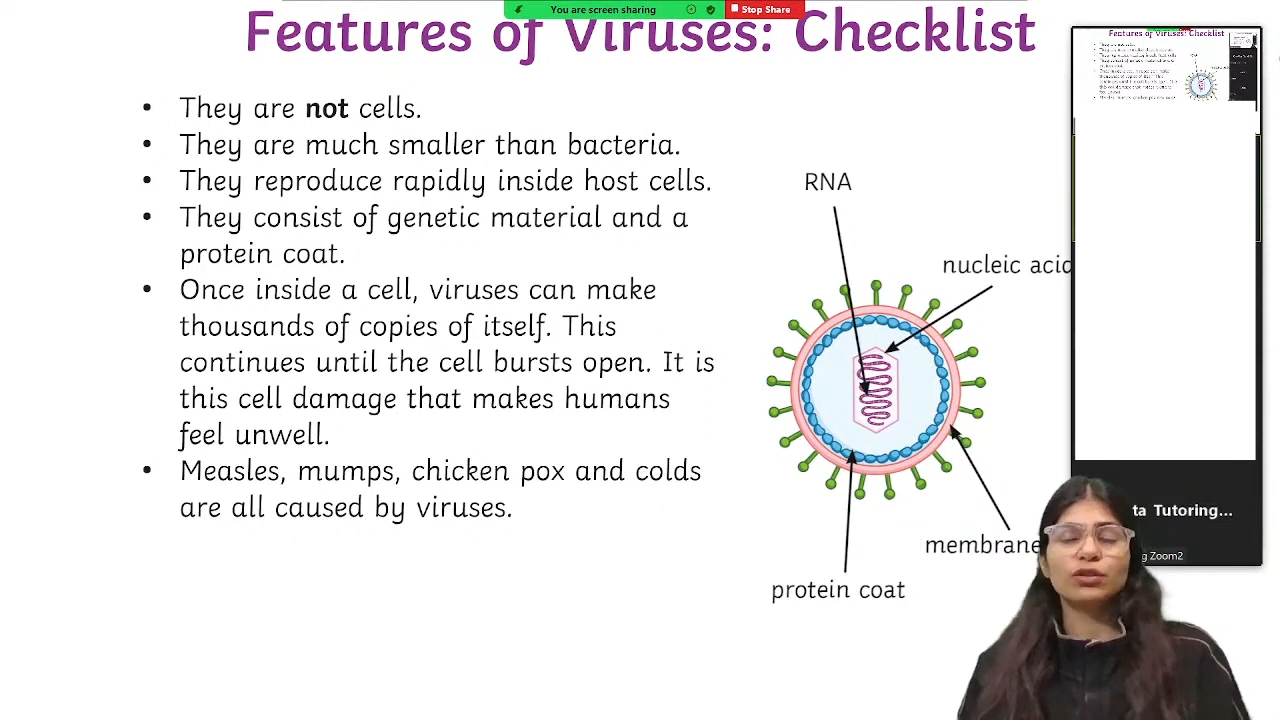 You are screen sharing
Stop Share
Features of Viruses: Checklist
Features of Viruses: Checklist
• They are not cells.
• They are much smaller than bacteria.
• They reproduce rapidly inside host cells.
• They consist of genetic material and a
protein coat.
• Once inside a cell, viruses can make
thousands of copies of itself. This
continues until the cell bursts open. It is
this cell damage that makes humans
feel unwell.
• Measles, mumps, chicken pox and colds
are all caused by viruses.
RNA
nucleic acid
membrane
protein coat
ta Tutoring...
g Zoom2